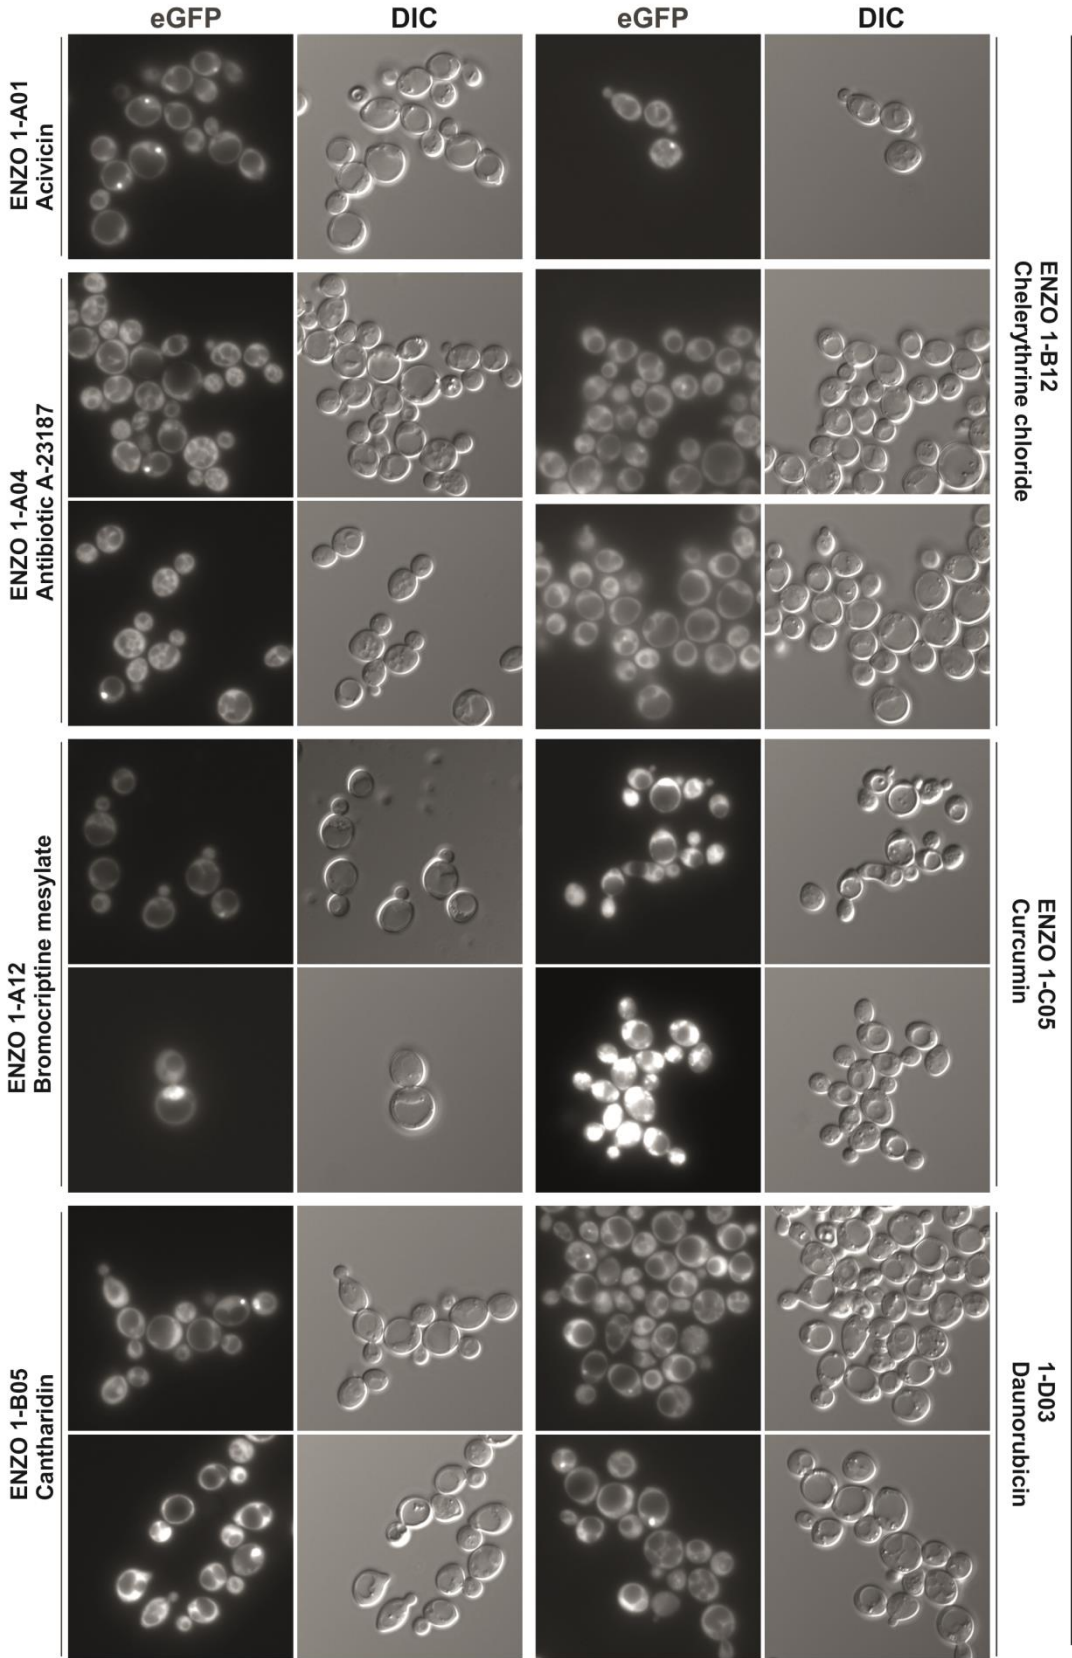 eGFP DIC eGFP DIC
ENZO 1-A01
Acivicin
ENZO 1-A04
Antibiotic A-23187
ENZO 1-A12
Bromocriptine mesylate
ENZO 1-B05
Cantharidin
ENZO 1-B12
Chelerythrine chloride
ENZO 1-C05
Curcumin
1-D03
Daunorubicin